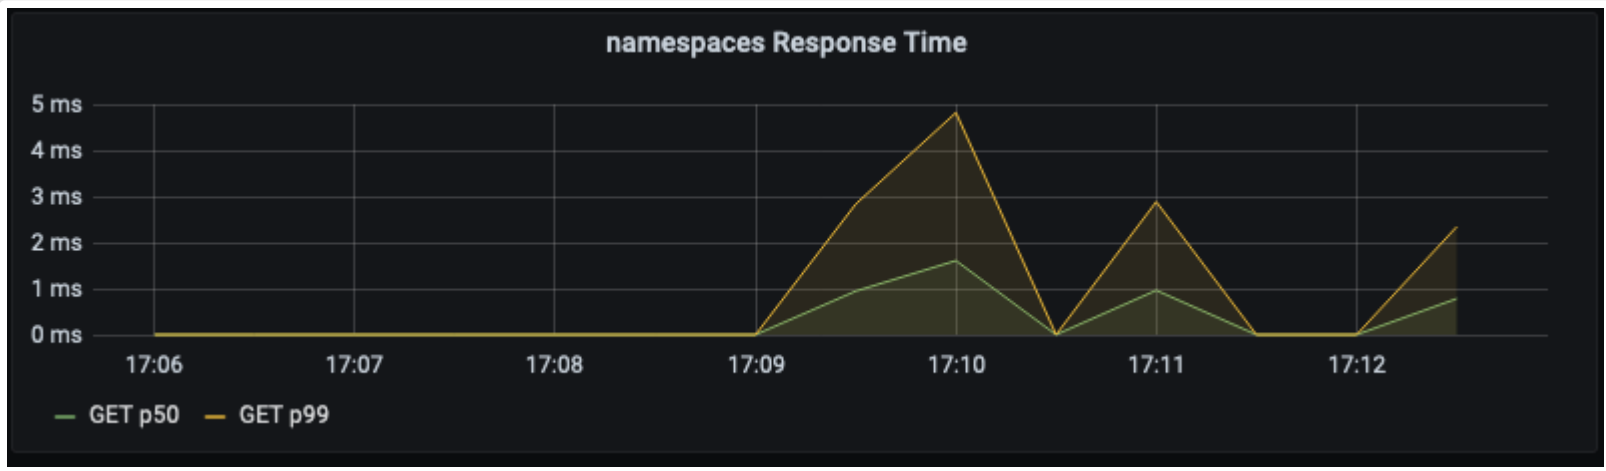 namespaces Response Time
5 ms
4 ms
3 ms
2 ms
1 ms
0 ms
17:06 17:07 17:08 17:09 17:10 17:11 17:12
GET p50 GET p99